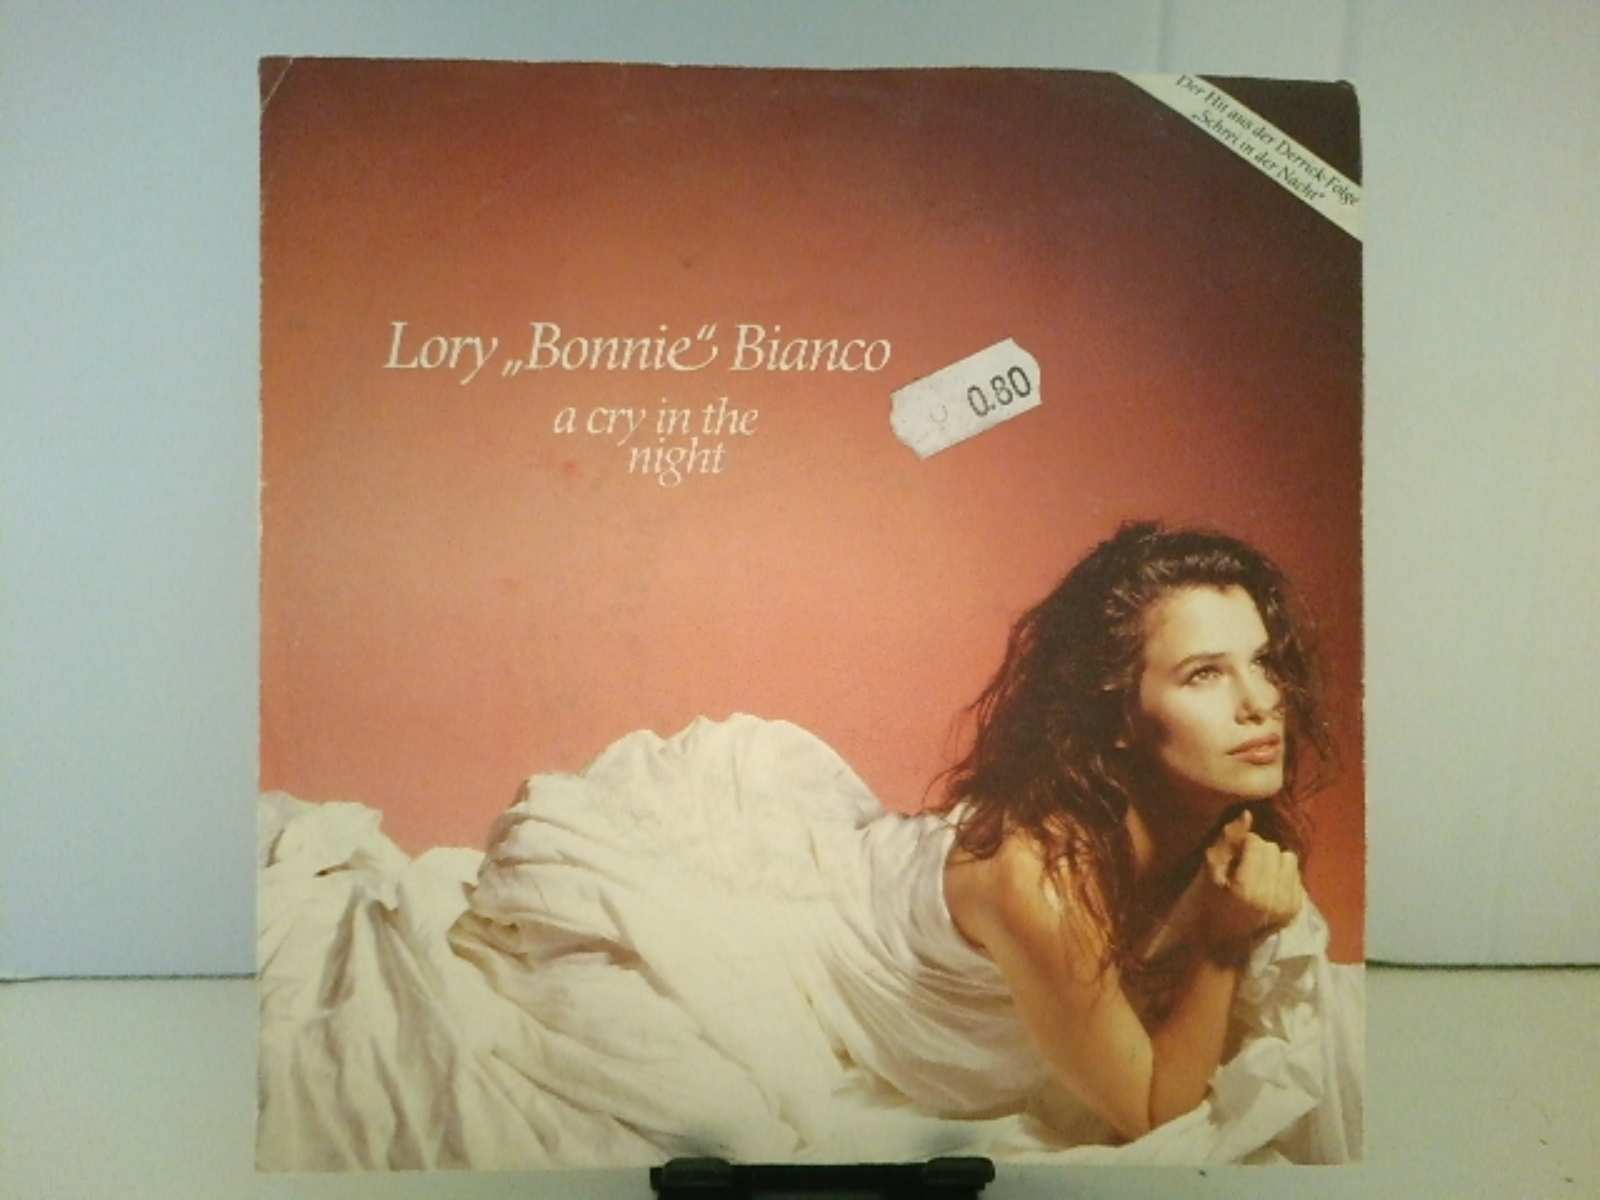 Der Hit aus der Derrick-Folge
„Schrei in der Nacht“
Lory „Bonnie“ Bianco
a cry in the
night
0.80